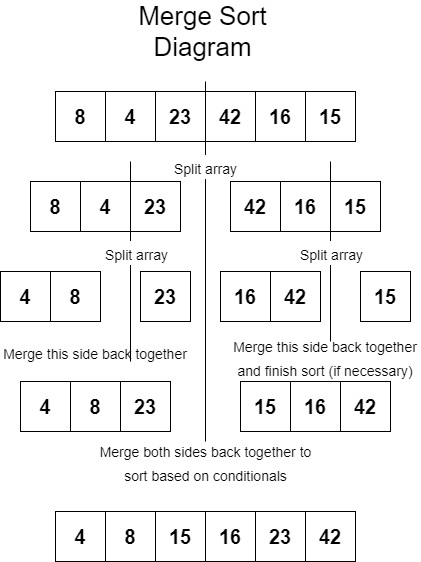 Merge Sort
Diagram
8 4 23 42 16 15
Split array
8 4 23 42 16 15
Split array Split array
4 8 23 16 42 15
Merge this side back together
Merge this side back together
and finish sort (if necessary)
4 8 23 15 16 42
Merge both sides back together to
sort based on conditionals
4 8 15 16 23 42